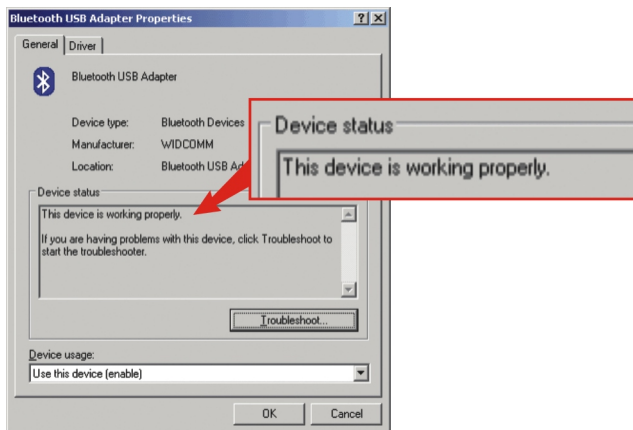 Bluetooth USB Adapter Properties
General
Driver
Bluetooth USB Adapter
Device type: Bluetooth Devices
Manufacturer: WIDCOMM
Location: Bluetooth USB
Device status
This device is working properly.
If you are having problems with this device, click Troubleshoot to
start the troubleshooter.
Troubleshoot...
Device usage:
Use this device (enable)
OK
Cancel
Device status
This device is working properly.